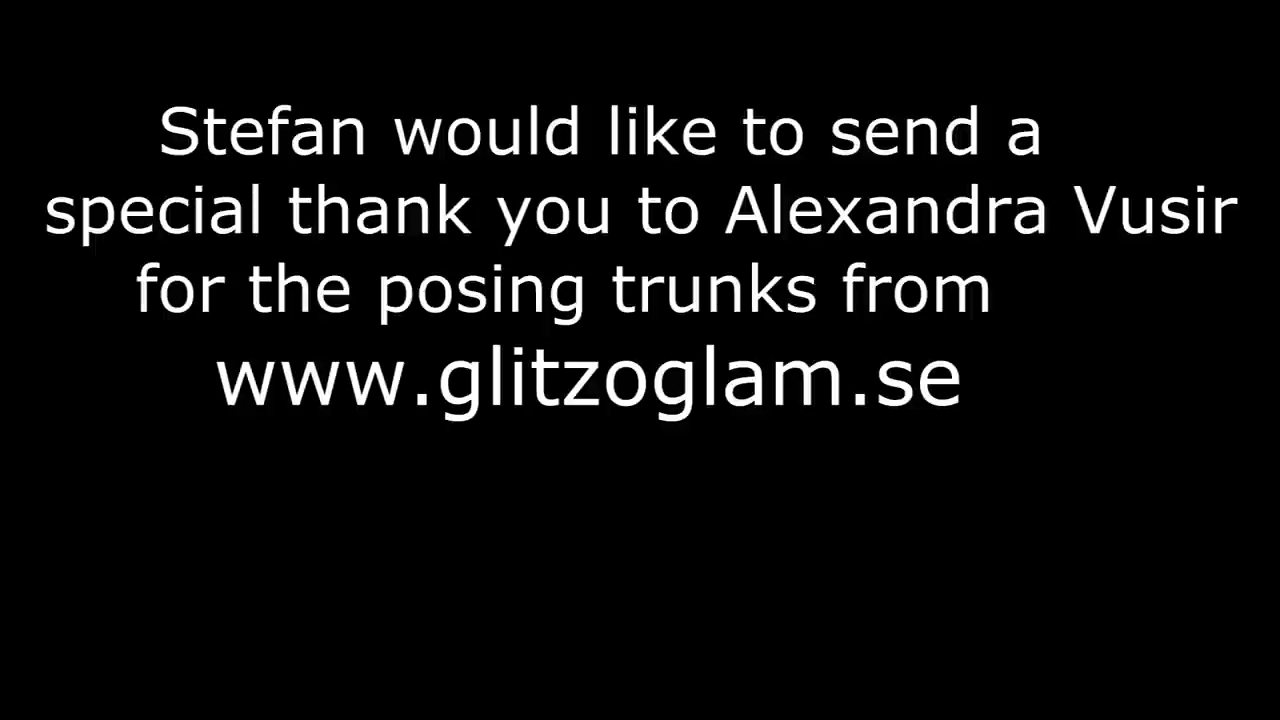 Stefan would like to send a
special thank you to Alexandra Vusir
for the posing trunks from
www.glitzoglam.se